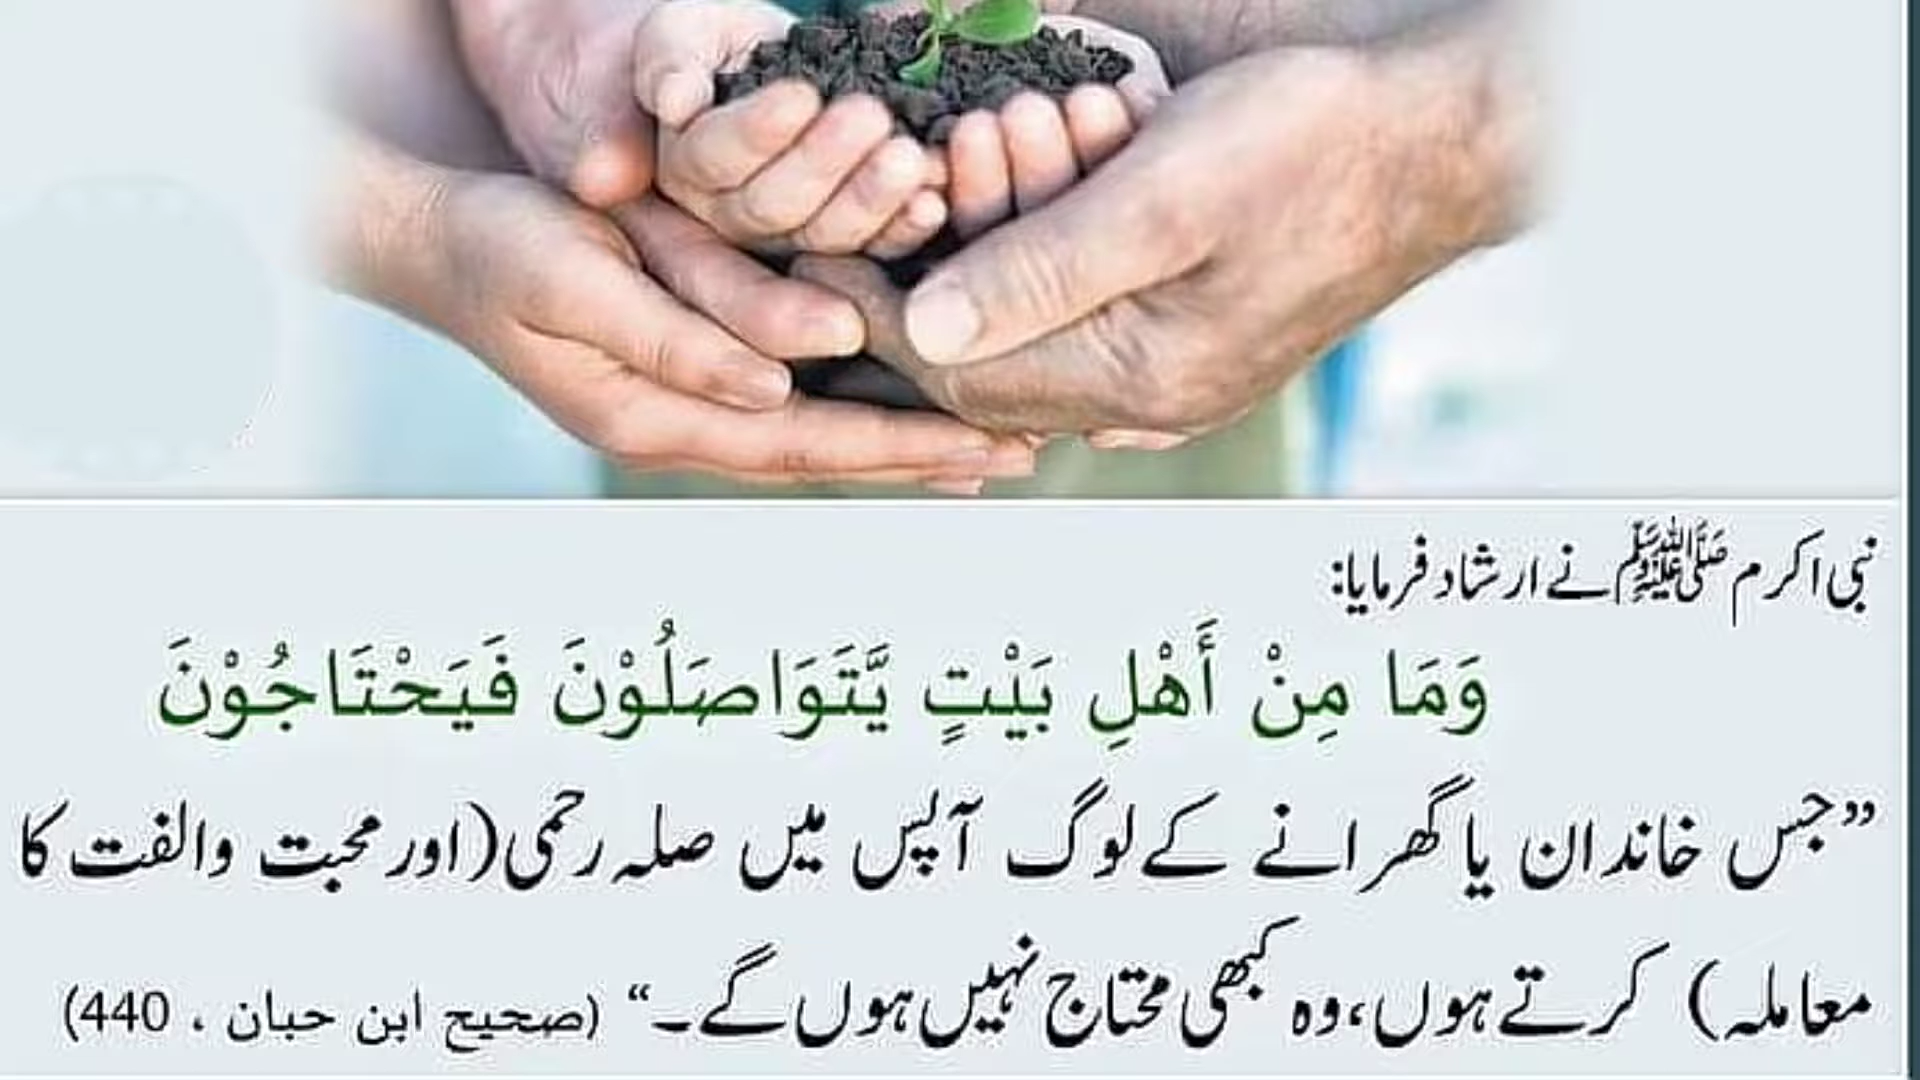 نبی اکرم ﷺ نے ارشاد فرمایا:
وَمَا مِنْ أَهْلِ بَيْتٍ يَّتَوَاصَلُوْنَ فَيَحْتَاجُوْنَ
”جس خاندان یا گھرانے کے لوگ آپس میں صلہ رحمی (اور محبت والفت کا
معاملہ) کرتے ہوں، وہ کبھی محتاج نہیں ہوں گے۔“ (صحیح ابن حبان ، 440)